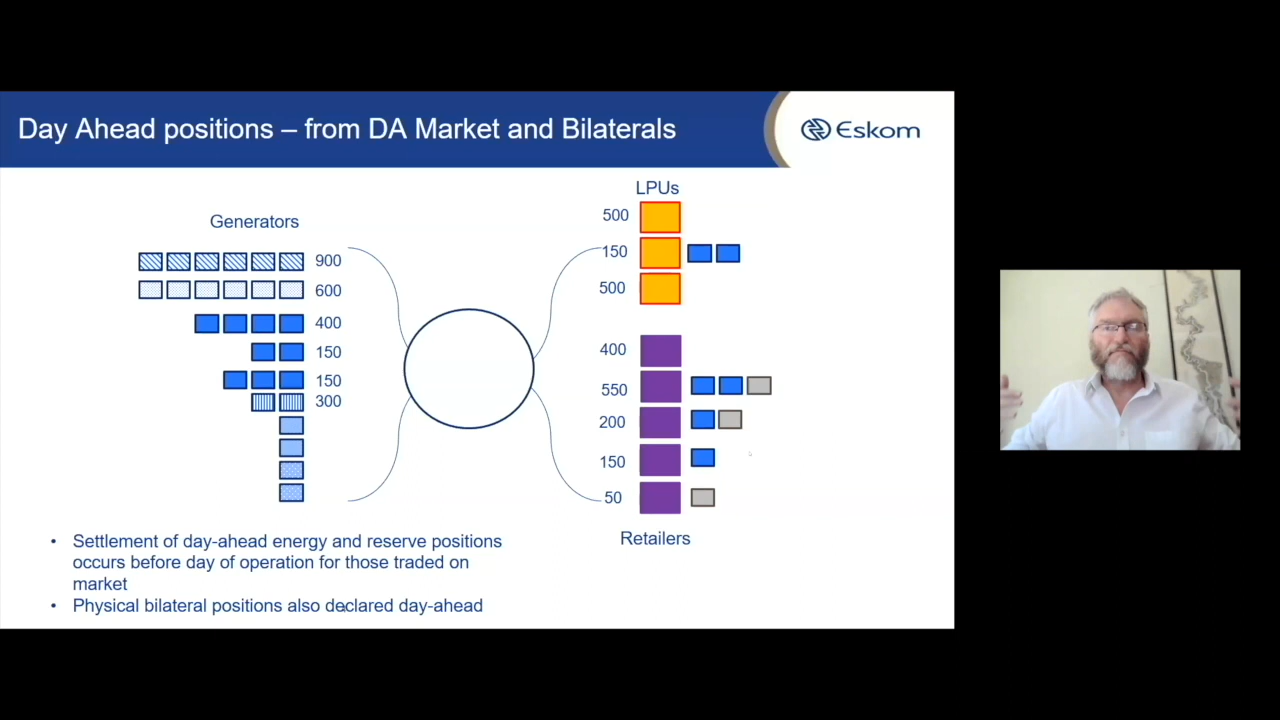 Day Ahead positions – from DA Market and Bilaterals
Eskom
Generators
900
600
400
150
150
300
LPUs
500
150
500
400
550
200
150
50
Retailers
• Settlement of day-ahead energy and reserve positions
occurs before day of operation for those traded on
market
• Physical bilateral positions also declared day-ahead